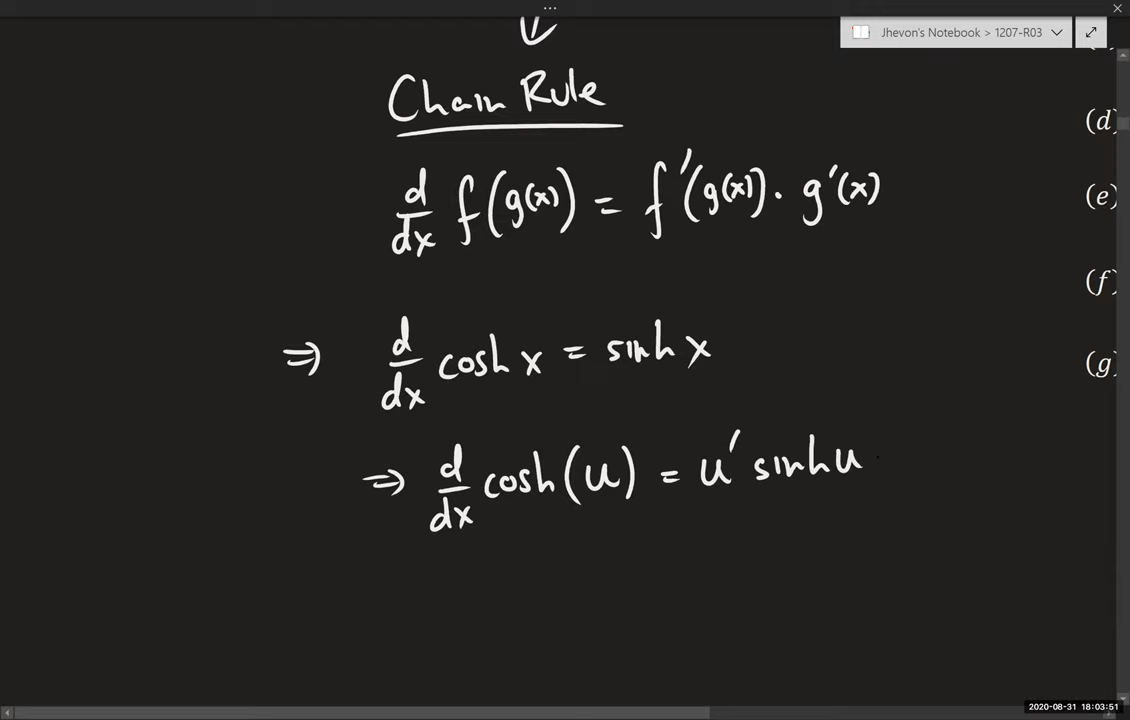 Jhevon's Notebook > 1207-R03
Chain Rule
(d)
d/dx f(g(x)) = f'(g(x)) · g'(x)
(e)
(f)
⇒ d/dx cosh x = sinh x
(g)
⇒ d/dx cosh(u) = u' sinh u
2020-08-31 18:03:51